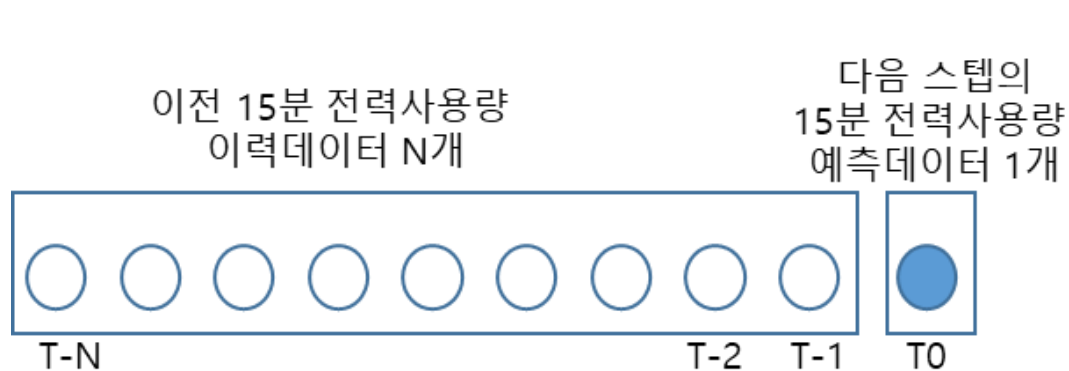 이전 15분 전력사용량
이력데이터 N개
다음 스텝의
15분 전력사용량
예측데이터 1개
T-N
T-2
T-1
T0